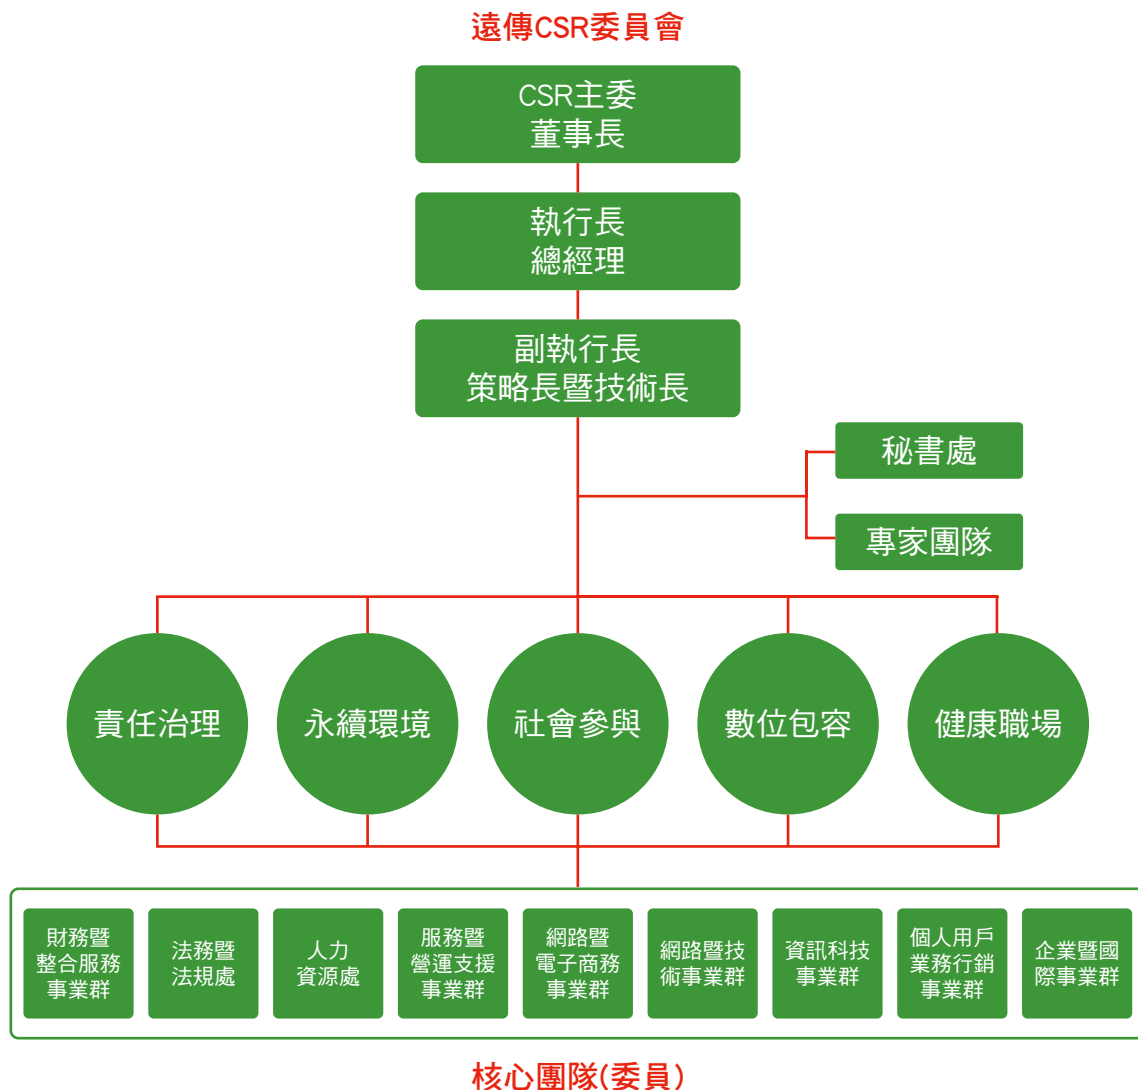 遠傳CSR委員會
CSR主委
董事長
執行長
總經理
副執行長
策略長暨技術長
秘書處
專家團隊
責任治理
永續環境
社會參與
數位包容
健康職場
財務暨
整合服務
事業群
法務暨
法規處
人力
資源處
服務暨
營運支援
事業群
網路暨
電子商務
事業群
網路暨技
術事業群
資訊科技
事業群
個人用戶
業務行銷
事業群
企業暨國
際事業群
核心團隊(委員)